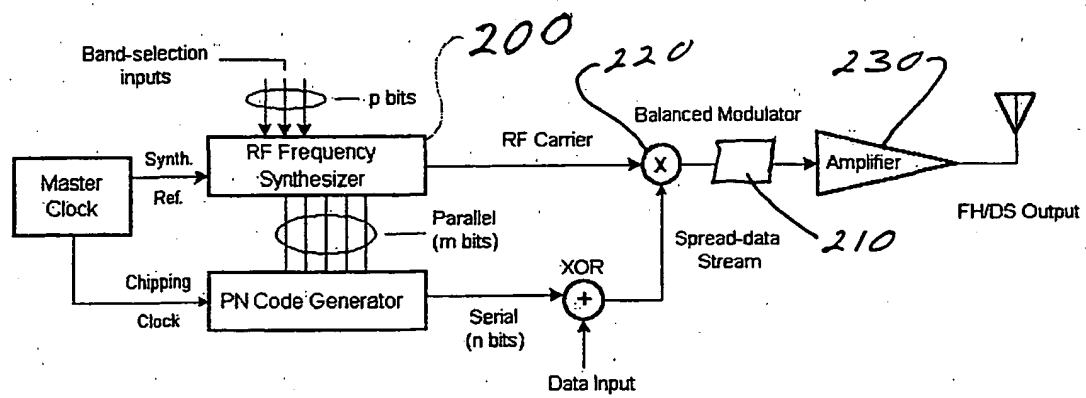 Band-selection
inputs
p bits
200
220
230
Balanced Modulator
Master
Clock
Synth.
Ref.
RF Frequency
Synthesizer
RF Carrier
X
Amplifier
FH/DS Output
Parallel
(m bits)
Spread-data
Stream
210
Chipping
Clock
PN Code Generator
Serial
(n bits)
XOR
+
Data Input